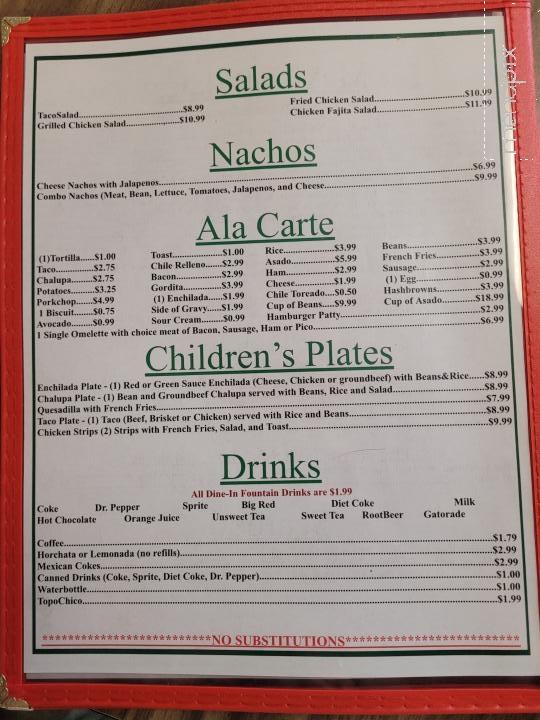 Salads
TacoSalad......................$8.99
Fried Chicken Salad......................$10.99
Grilled Chicken Salad................$10.99
Chicken Fajita Salad......................$11.99
Nachos
Cheese Nachos with Jalapenos......................$6.99
Combo Nachos (Meat, Bean, Lettuce, Tomatoes, Jalapenos, and Cheese......................$9.99
Ala Carte
(1)Tortilla......$1.00
Taco...............$2.75
Chalupa.........$2.75
Potatoes.........$3.25
Porkchop......$4.99
1 Biscuit........$0.75
Avocado.........$0.99
Toast...............$1.00
Chile Relleno......$2.99
Bacon..............$2.99
Gordita............$3.99
(1) Enchilada......$1.99
Side of Gravy......$1.99
Sour Cream........$0.99
Rice..................$3.99
Asado...............$5.99
Ham..................$2.99
Cheese..............$1.99
Chile Toreado....$0.50
Cup of Beans......$9.99
Hamburger Patty......................$2.99
Beans..................$3.99
French Fries.........$3.99
Sausage...............$2.99
(1) Egg................$0.99
Hashbrowns.........$3.99
Cup of Asado........$18.99
1 Single Omelette with choice meat of Bacon, Sausage, Ham or Pico......................$6.99
Children's Plates
Enchilada Plate - (1) Red or Green Sauce Enchilada (Cheese, Chicken or groundbeef) with Beans&Rice......$8.99
Chalupa Plate - (1) Bean and Groundbeef Chalupa served with Beans, Rice and Salad......................$8.99
Quesadilla with French Fries......................$7.99
Taco Plate - (1) Taco (Beef, Brisket or Chicken) served with Rice and Beans......................$8.99
Chicken Strips (2) Strips with French Fries, Salad, and Toast......................$9.99
Drinks
All Dine-In Fountain Drinks are $1.99
Coke Dr. Pepper Sprite Big Red Diet Coke Milk
Hot Chocolate Orange Juice Unsweet Tea Sweet Tea RootBeer Gatorade
Coffee......................$1.79
Horchata or Lemonada (no refills)......................$2.99
Mexican Cokes......................$2.99
Canned Drinks (Coke, Sprite, Diet Coke, Dr. Pepper)......................$1.00
Waterbottle......................$1.00
TopoChico......................$1.99
**************************NO SUBSTITUTIONS**************************
menupix